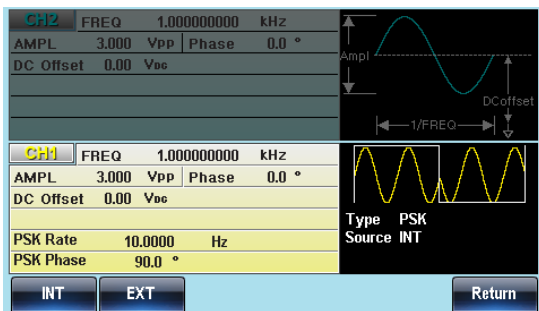 CH2 FREQ 1.000000000 kHz
AMPL 3.000 VPP Phase 0.0 °
DC Offset 0.00 VDC
Ampl
DCoffset
1/FREQ
CH1 FREQ 1.000000000 kHz
AMPL 3.000 VPP Phase 0.0 °
DC Offset 0.00 VDC
PSK Rate 10.0000 Hz
PSK Phase 90.0 °
Type PSK
Source INT
INT EXT Return